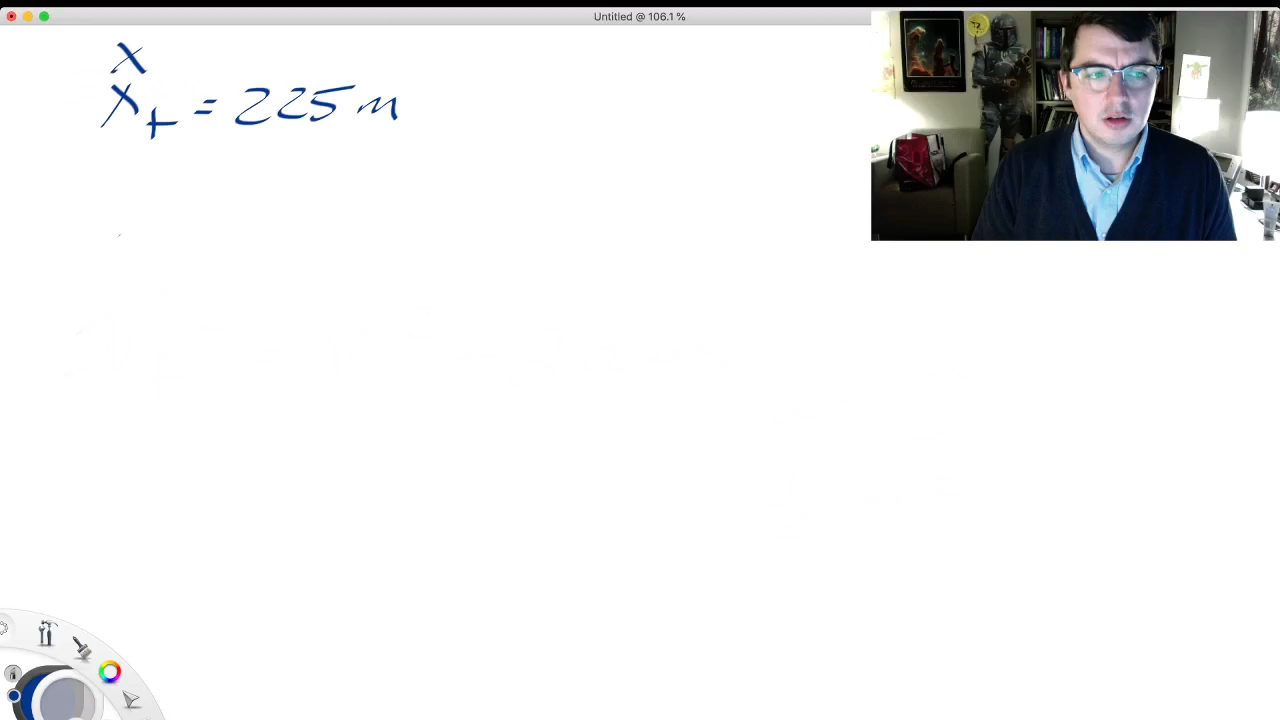 Untitled @ 106.1 %
x
x_f = 225 m